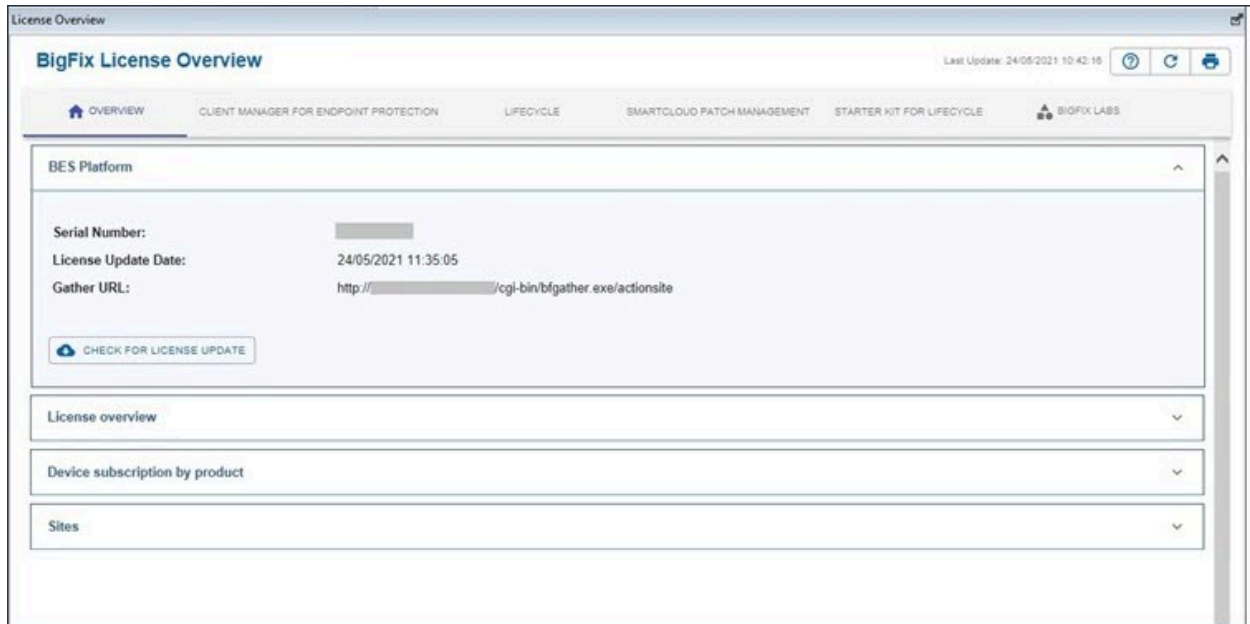 License Overview
BigFix License Overview
Last Update: 24/05/2021 10:42:16
OVERVIEW CLIENT MANAGER FOR ENDPOINT PROTECTION LIFECYCLE SMARTCLOUD PATCH MANAGEMENT STARTER KIT FOR LIFECYCLE BIGFIX LABS
BES Platform
Serial Number:
License Update Date: 24/05/2021 11:35:05
Gather URL: http:// /cgi-bin/bfgather.exe/actionsite
CHECK FOR LICENSE UPDATE
License overview
Device subscription by product
Sites